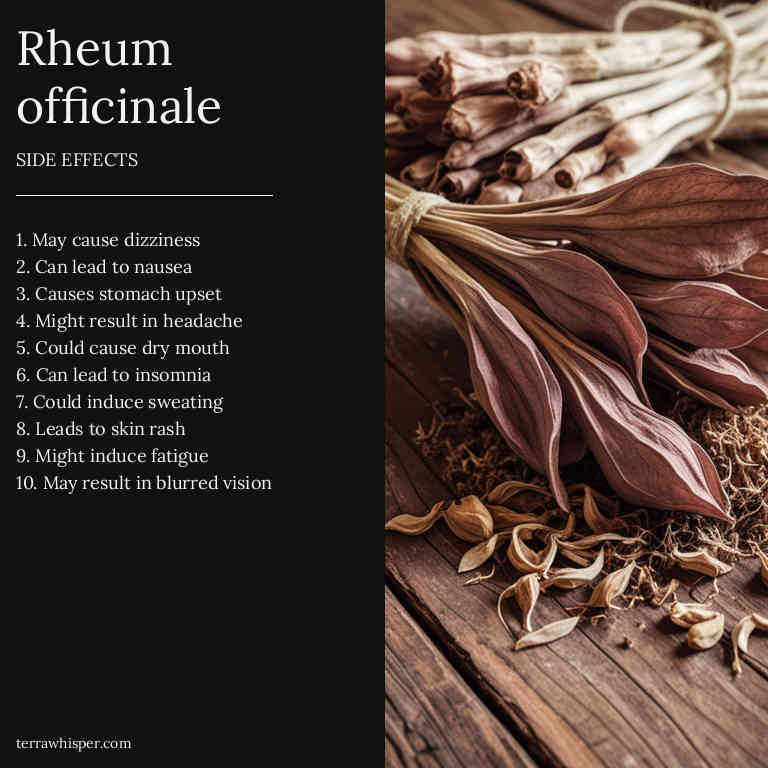 Rheum
officinale
SIDE EFFECTS
1. May cause dizziness
2. Can lead to nausea
3. Causes stomach upset
4. Might result in headache
5. Could cause dry mouth
6. Can lead to insomnia
7. Could induce sweating
8. Leads to skin rash
9. Might induce fatigue
10. May result in blurred vision
terrawhisper.com